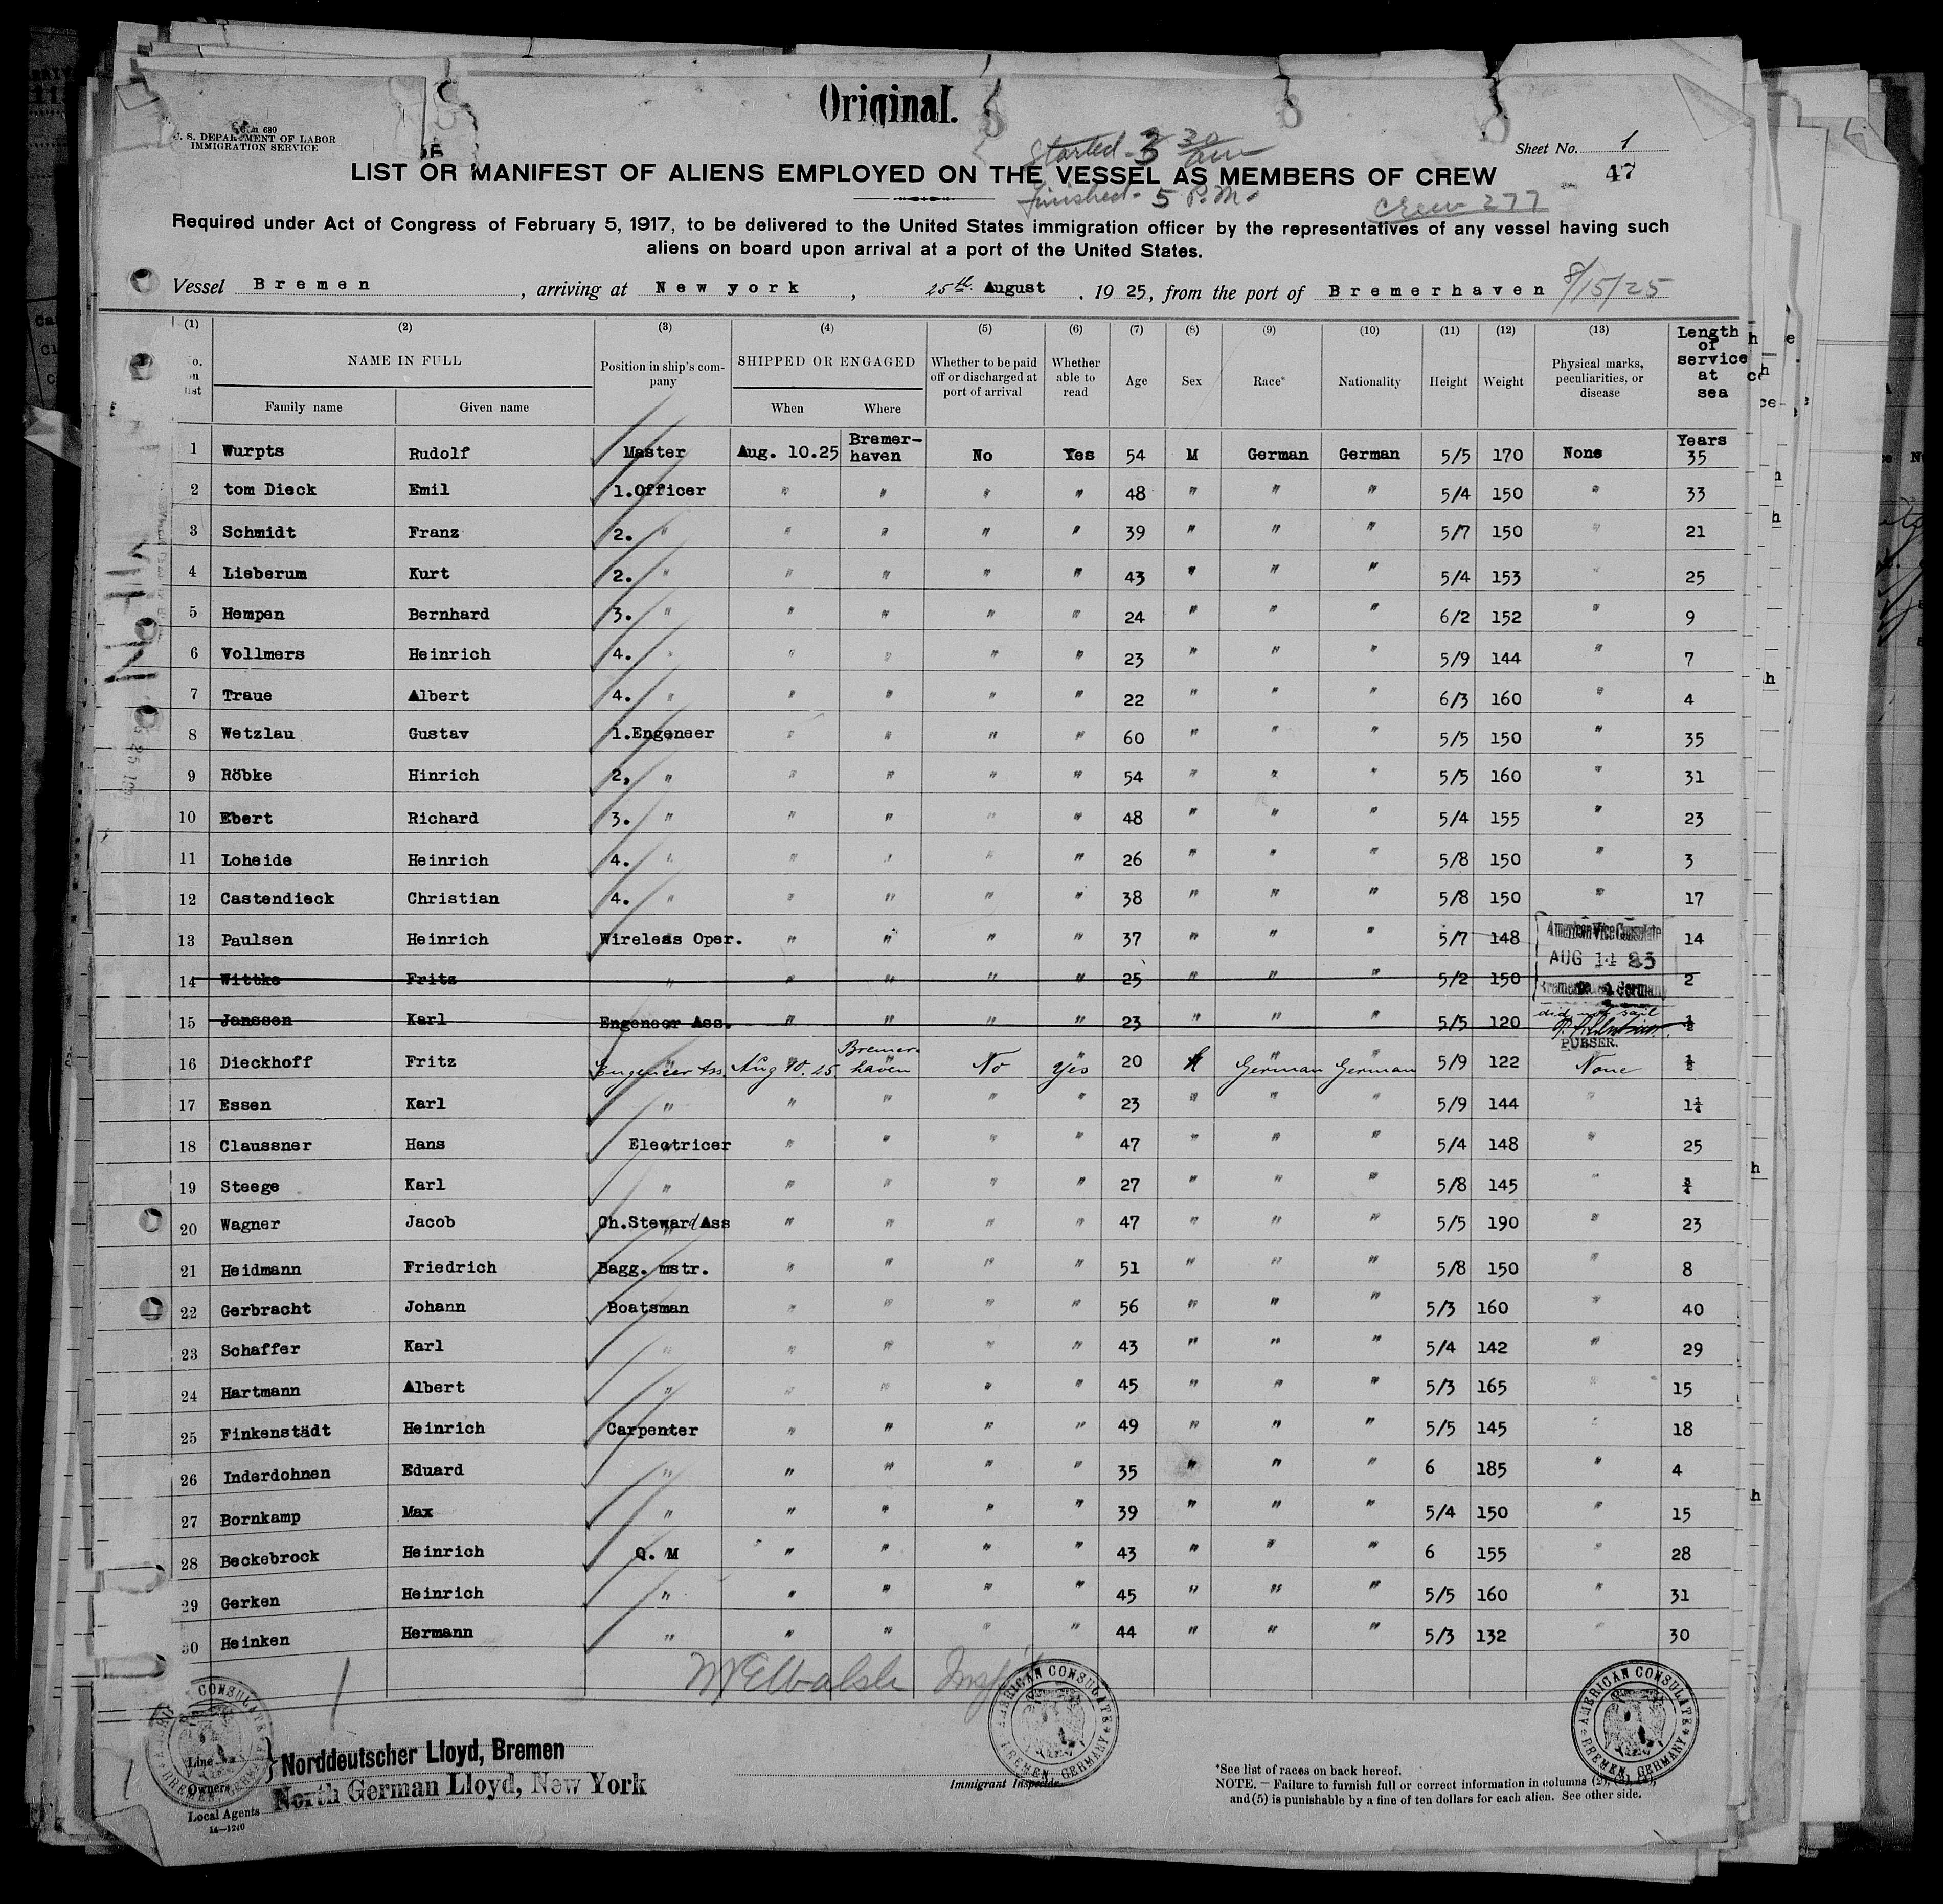 Original.
Form 680
U. S. DEPARTMENT OF LABOR
IMMIGRATION SERVICE
Started - 3 30 am
Sheet No. 1
LIST OR MANIFEST OF ALIENS EMPLOYED ON THE VESSEL AS MEMBERS OF CREW
47
Finished - 5 P.M.
Crew 277
Required under Act of Congress of February 5, 1917, to be delivered to the United States immigration officer by the representatives of any vessel having such
aliens on board upon arrival at a port of the United States.
Vessel Bremen, arriving at New york, 25th August, 1925, from the port of Bremerhaven 8/15/25
(1) (2) (3) (4) (5) (6) (7) (8) (9) (10) (11) (12) (13) Length of service at sea
No. on list NAME IN FULL Position in ship's company SHIPPED OR ENGAGED Whether to be paid off or discharged at port of arrival Whether able to read Age Sex Race* Nationality Height Weight Physical marks, peculiarities, or disease
Family name Given name When Where
1 Wurpts Rudolf Master Aug. 10.25 Bremerhaven No Yes 54 M German German 5/5 170 None Years 35
2 tom Dieck Emil 1.Officer " " " " 48 " " " 5/4 150 " 33
3 Schmidt Franz 2. " " " " " 39 " " " 5/7 150 " 21
4 Lieberum Kurt 2. " " " " " 43 " " " 5/4 153 " 25
5 Hempen Bernhard 3. " " " " " 24 " " " 6/2 152 " 9
6 Vollmers Heinrich 4. " " " " " 23 " " " 5/9 144 " 7
7 Traue Albert 4. " " " " " 22 " " " 6/3 160 " 4
8 Wetzlau Gustav 1.Engeneer " " " " 60 " " " 5/5 150 " 35
9 Röbke Hinrich 2, " " " " " 54 " " " 5/5 160 " 31
10 Ebert Richard 3. " " " " " 48 " " " 5/4 155 " 23
11 Loheide Heinrich 4. " " " " " 26 " " " 5/8 150 " 3
12 Castendieck Christian 4. " " " " " 38 " " " 5/8 150 " 17
13 Paulsen Heinrich Wireless Oper. " " " " 37 " " " 5/7 148 14
American Vice Consulate
AUG 14 25
Bremerhaven, Germany
14 Wittke Fritz " " " " " 25 " " " 5/2 150 2
15 Janssen Karl Engeneer Ass. " " " " 23 " " " 5/5 120 ½
did not sail
PURSER.
16 Dieckhoff Fritz Engeneer Ass. Aug 10.25 Bremerhaven No Yes 20 German German 5/9 122 None ½
17 Essen Karl " " " " " 23 " " " 5/9 144 " 1¼
18 Claussner Hans Electricer " " " " 47 " " " 5/4 148 " 25
19 Steege Karl " " " " " 27 " " " 5/8 145 " ¾
20 Wagner Jacob Ch.Steward Ass " " " " 47 " " " 5/5 190 " 23
21 Heidmann Friedrich Bagg. mstr. " " " " 51 " " " 5/8 150 " 8
22 Gerbracht Johann Boatsman " " " " 56 " " " 5/3 160 " 40
23 Schaffer Karl " " " " " 43 " " " 5/4 142 " 29
24 Hartmann Albert " " " " " 45 " " " 5/3 165 " 15
25 Finkenstädt Heinrich Carpenter " " " " 49 " " " 5/5 145 " 18
26 Inderdohnen Eduard " " " " " 35 " " " 6 185 " 4
27 Bornkamp Max " " " " " 39 " " " 5/4 150 " 15
28 Beckebrock Heinrich Q. M " " " " 43 " " " 6 155 " 28
29 Gerken Heinrich " " " " " 45 " " " 5/5 160 " 31
30 Heinken Hermann " " " " " 44 " " " 5/3 132 " 30
Line
Owners
Norddeutscher Lloyd, Bremen
North German Lloyd, New York
Local Agents
14—1240
AMERICAN CONSULATE
BREMEN, GERMANY
Immigrant Inspector.
AMERICAN CONSULATE
BREMEN, GERMANY
AMERICAN CONSULATE
BREMEN, GERMANY
*See list of races on back hereof.
NOTE. — Failure to furnish full or correct information in columns (2), (3), (4),
and (5) is punishable by a fine of ten dollars for each alien. See other side.